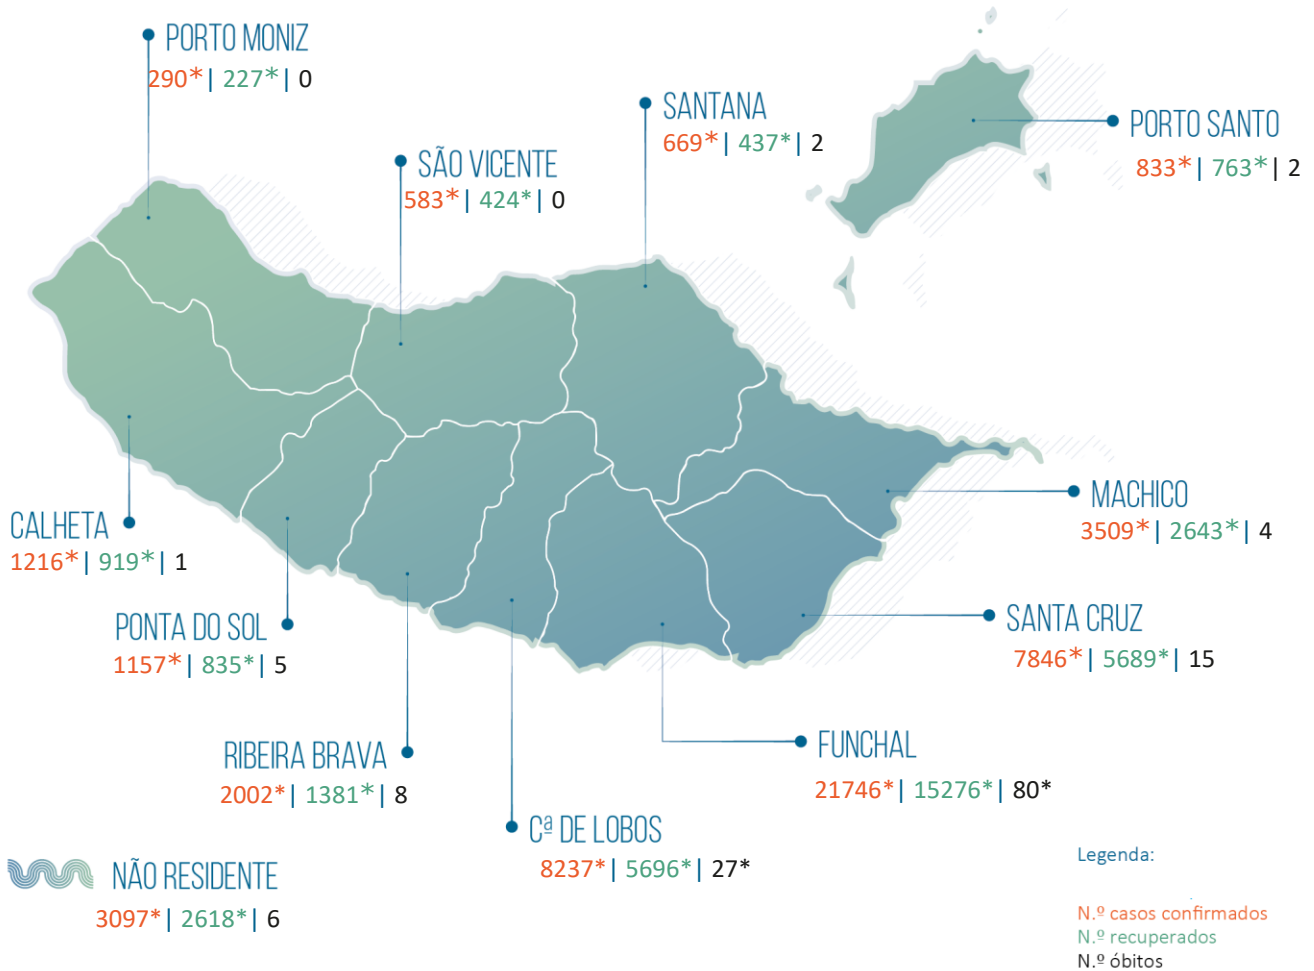 PORTO MONIZ
290*| 227*| 0
SANTANA
669*| 437*| 2
PORTO SANTO
833*| 763*| 2
SÃO VICENTE
583*| 424*| 0
MACHICO
3509*| 2643*| 4
CALHETA
1216*| 919*| 1
SANTA CRUZ
7846*| 5689*| 15
PONTA DO SOL
1157*| 835*| 5
FUNCHAL
21746*| 15276*| 80*
RIBEIRA BRAVA
2002*| 1381*| 8
Cª DE LOBOS
8237*| 5696*| 27*
NÃO RESIDENTE
3097*| 2618*| 6
Legenda:
N.º casos confirmados
N.º recuperados
N.º óbitos